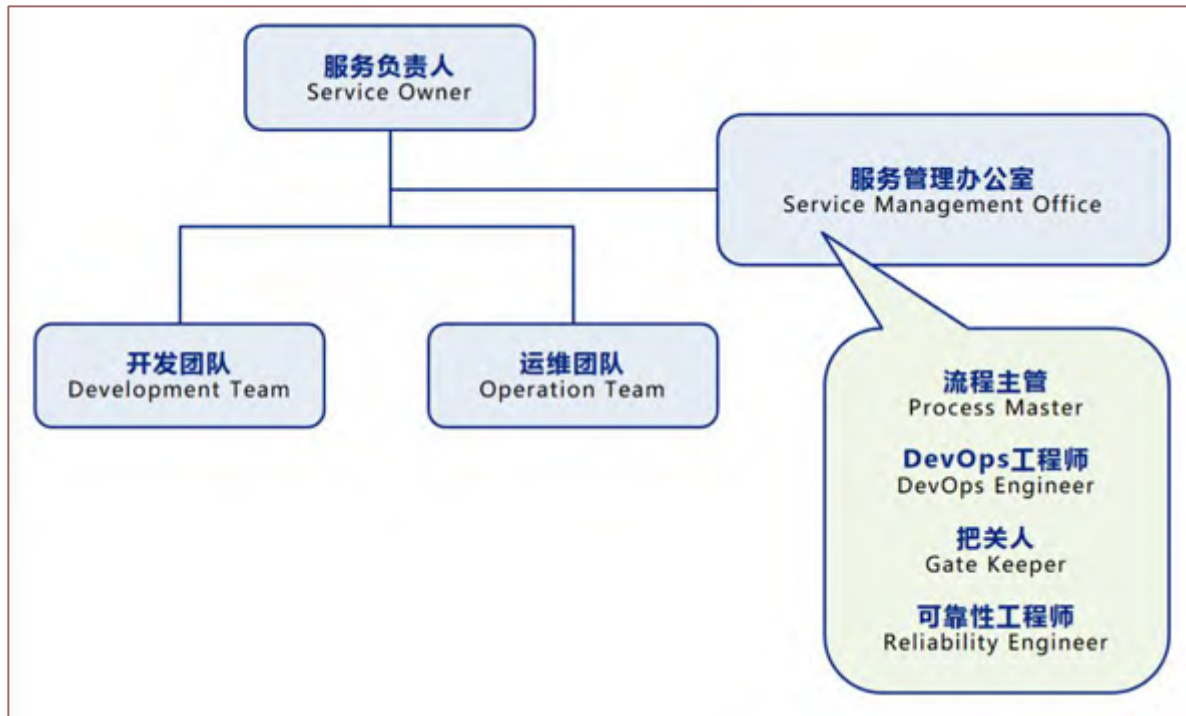 服务负责人
Service Owner
服务管理办公室
Service Management Office
开发团队
Development Team
运维团队
Operation Team
流程主管
Process Master
DevOps工程师
DevOps Engineer
把关人
Gate Keeper
可靠性工程师
Reliability Engineer